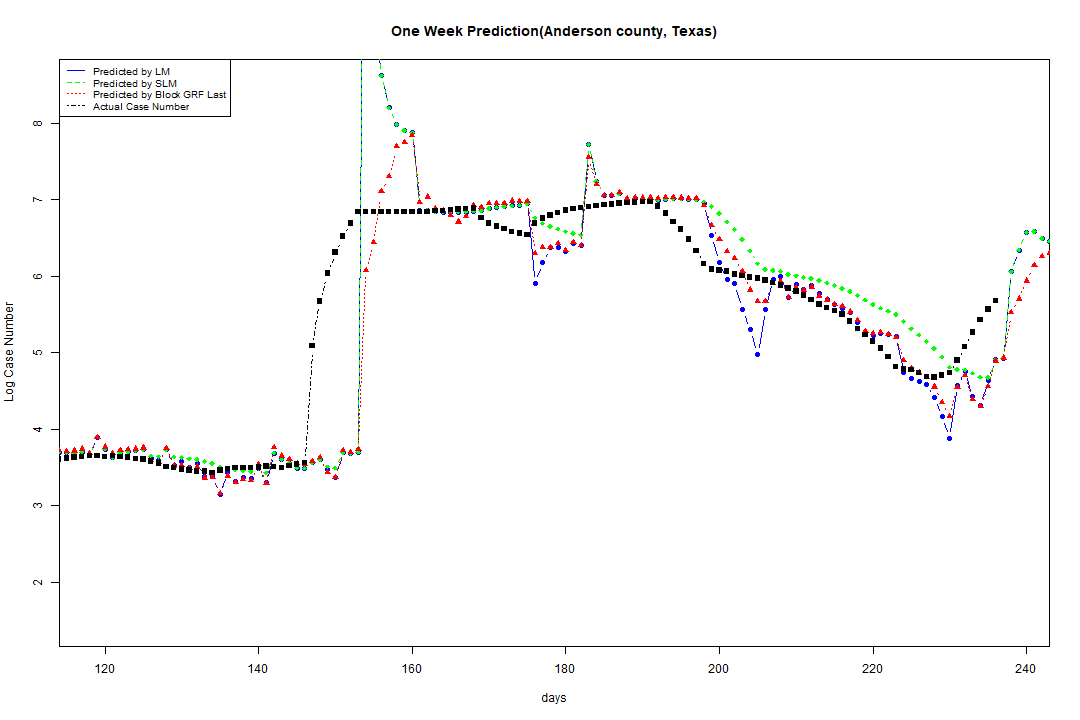 One Week Prediction(Anderson county, Texas)
Predicted by LM
Predicted by SLM
Predicted by Block GRF Last
Actual Case Number
8
7
6
5
4
3
2
Log Case Number
120 140 160 180 200 220 240
days